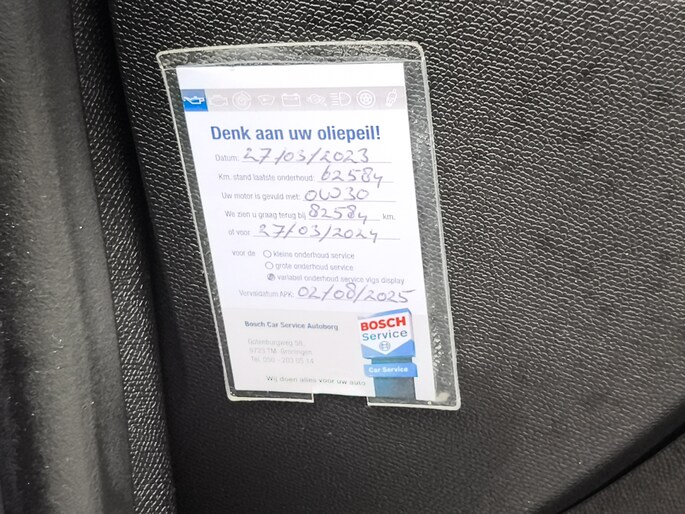 Denk aan uw oliepeil!
Datum: 27/03/2023
Km. stand laatste onderhoud: 62584
Uw motor is gevuld met: 0W30
We zien u graag terug bij 82584 km.
of voor 27/03/2024
voor de kleine onderhoud service
grote onderhoud service
variabel onderhoud service vlgs display
Vervaldatum APK: 02/08/2025
Bosch Car Service Autoborg
9723 TM Groningen
Wij doen alles voor uw auto
BOSCH
Service
Car Service